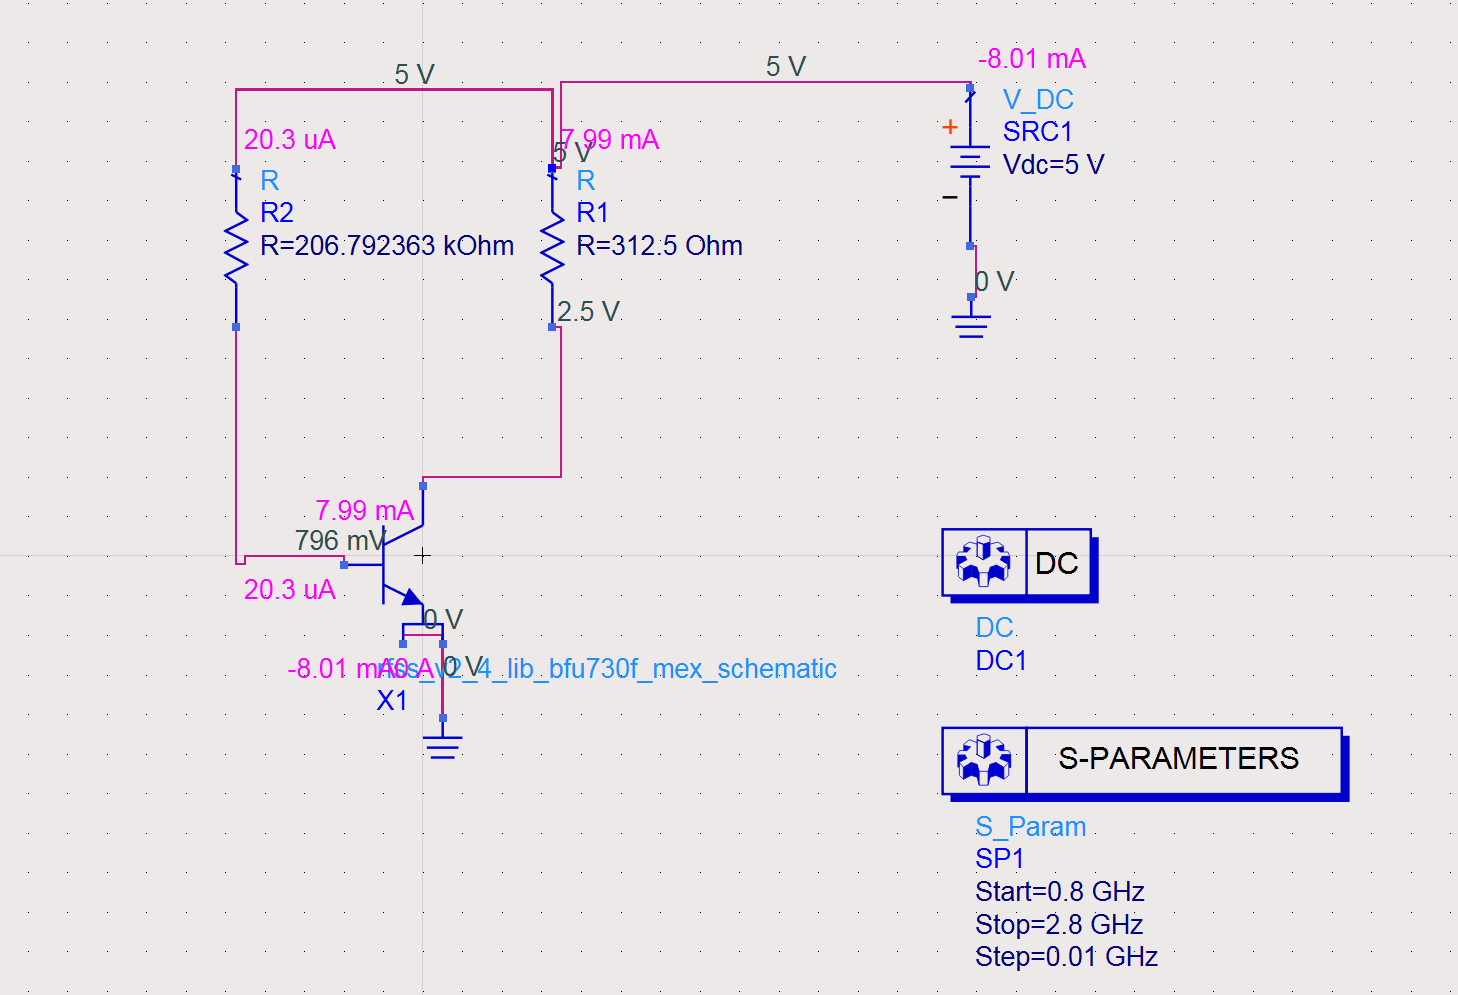 -8.01 mA
5 V
5 V
V_DC
SRC1
Vdc=5 V
+
−
0 V
20.3 uA
7.99 mA
5 V
R
R2
R=206.792363 kOhm
R
R1
R=312.5 Ohm
2.5 V
7.99 mA
796 mV
20.3 uA
0 V
-8.01 mA
0 A
0 V
_v2_4_lib_bfu730f_mex_schematic
X1
DC
DC
DC1
S-PARAMETERS
S_Param
SP1
Start=0.8 GHz
Stop=2.8 GHz
Step=0.01 GHz